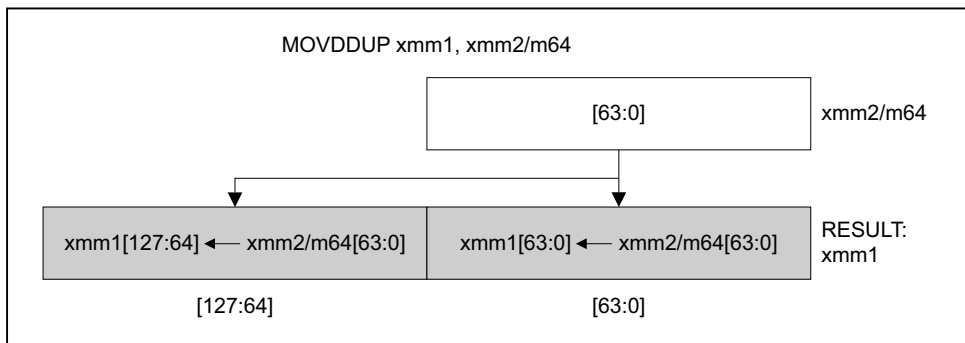 MOVDDUP xmm1, xmm2/m64
[63:0]
xmm2/m64
xmm1[127:64] ← xmm2/m64[63:0]
xmm1[63:0] ← xmm2/m64[63:0]
RESULT:
xmm1
[127:64]
[63:0]